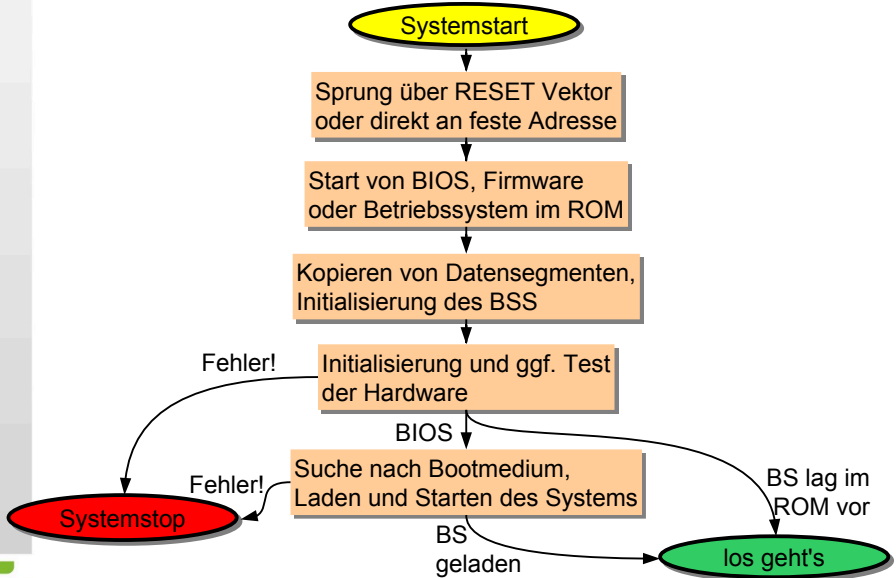 Systemstart
Sprung über RESET Vektor
oder direkt an feste Adresse
Start von BIOS, Firmware
oder Betriebssystem im ROM
Kopieren von Datensegmenten,
Initialisierung des BSS
Fehler!
Initialisierung und ggf. Test
der Hardware
BIOS
Suche nach Bootmedium,
Laden und Starten des Systems
Fehler!
BS lag im
ROM vor
Systemstop
BS
geladen
los geht's